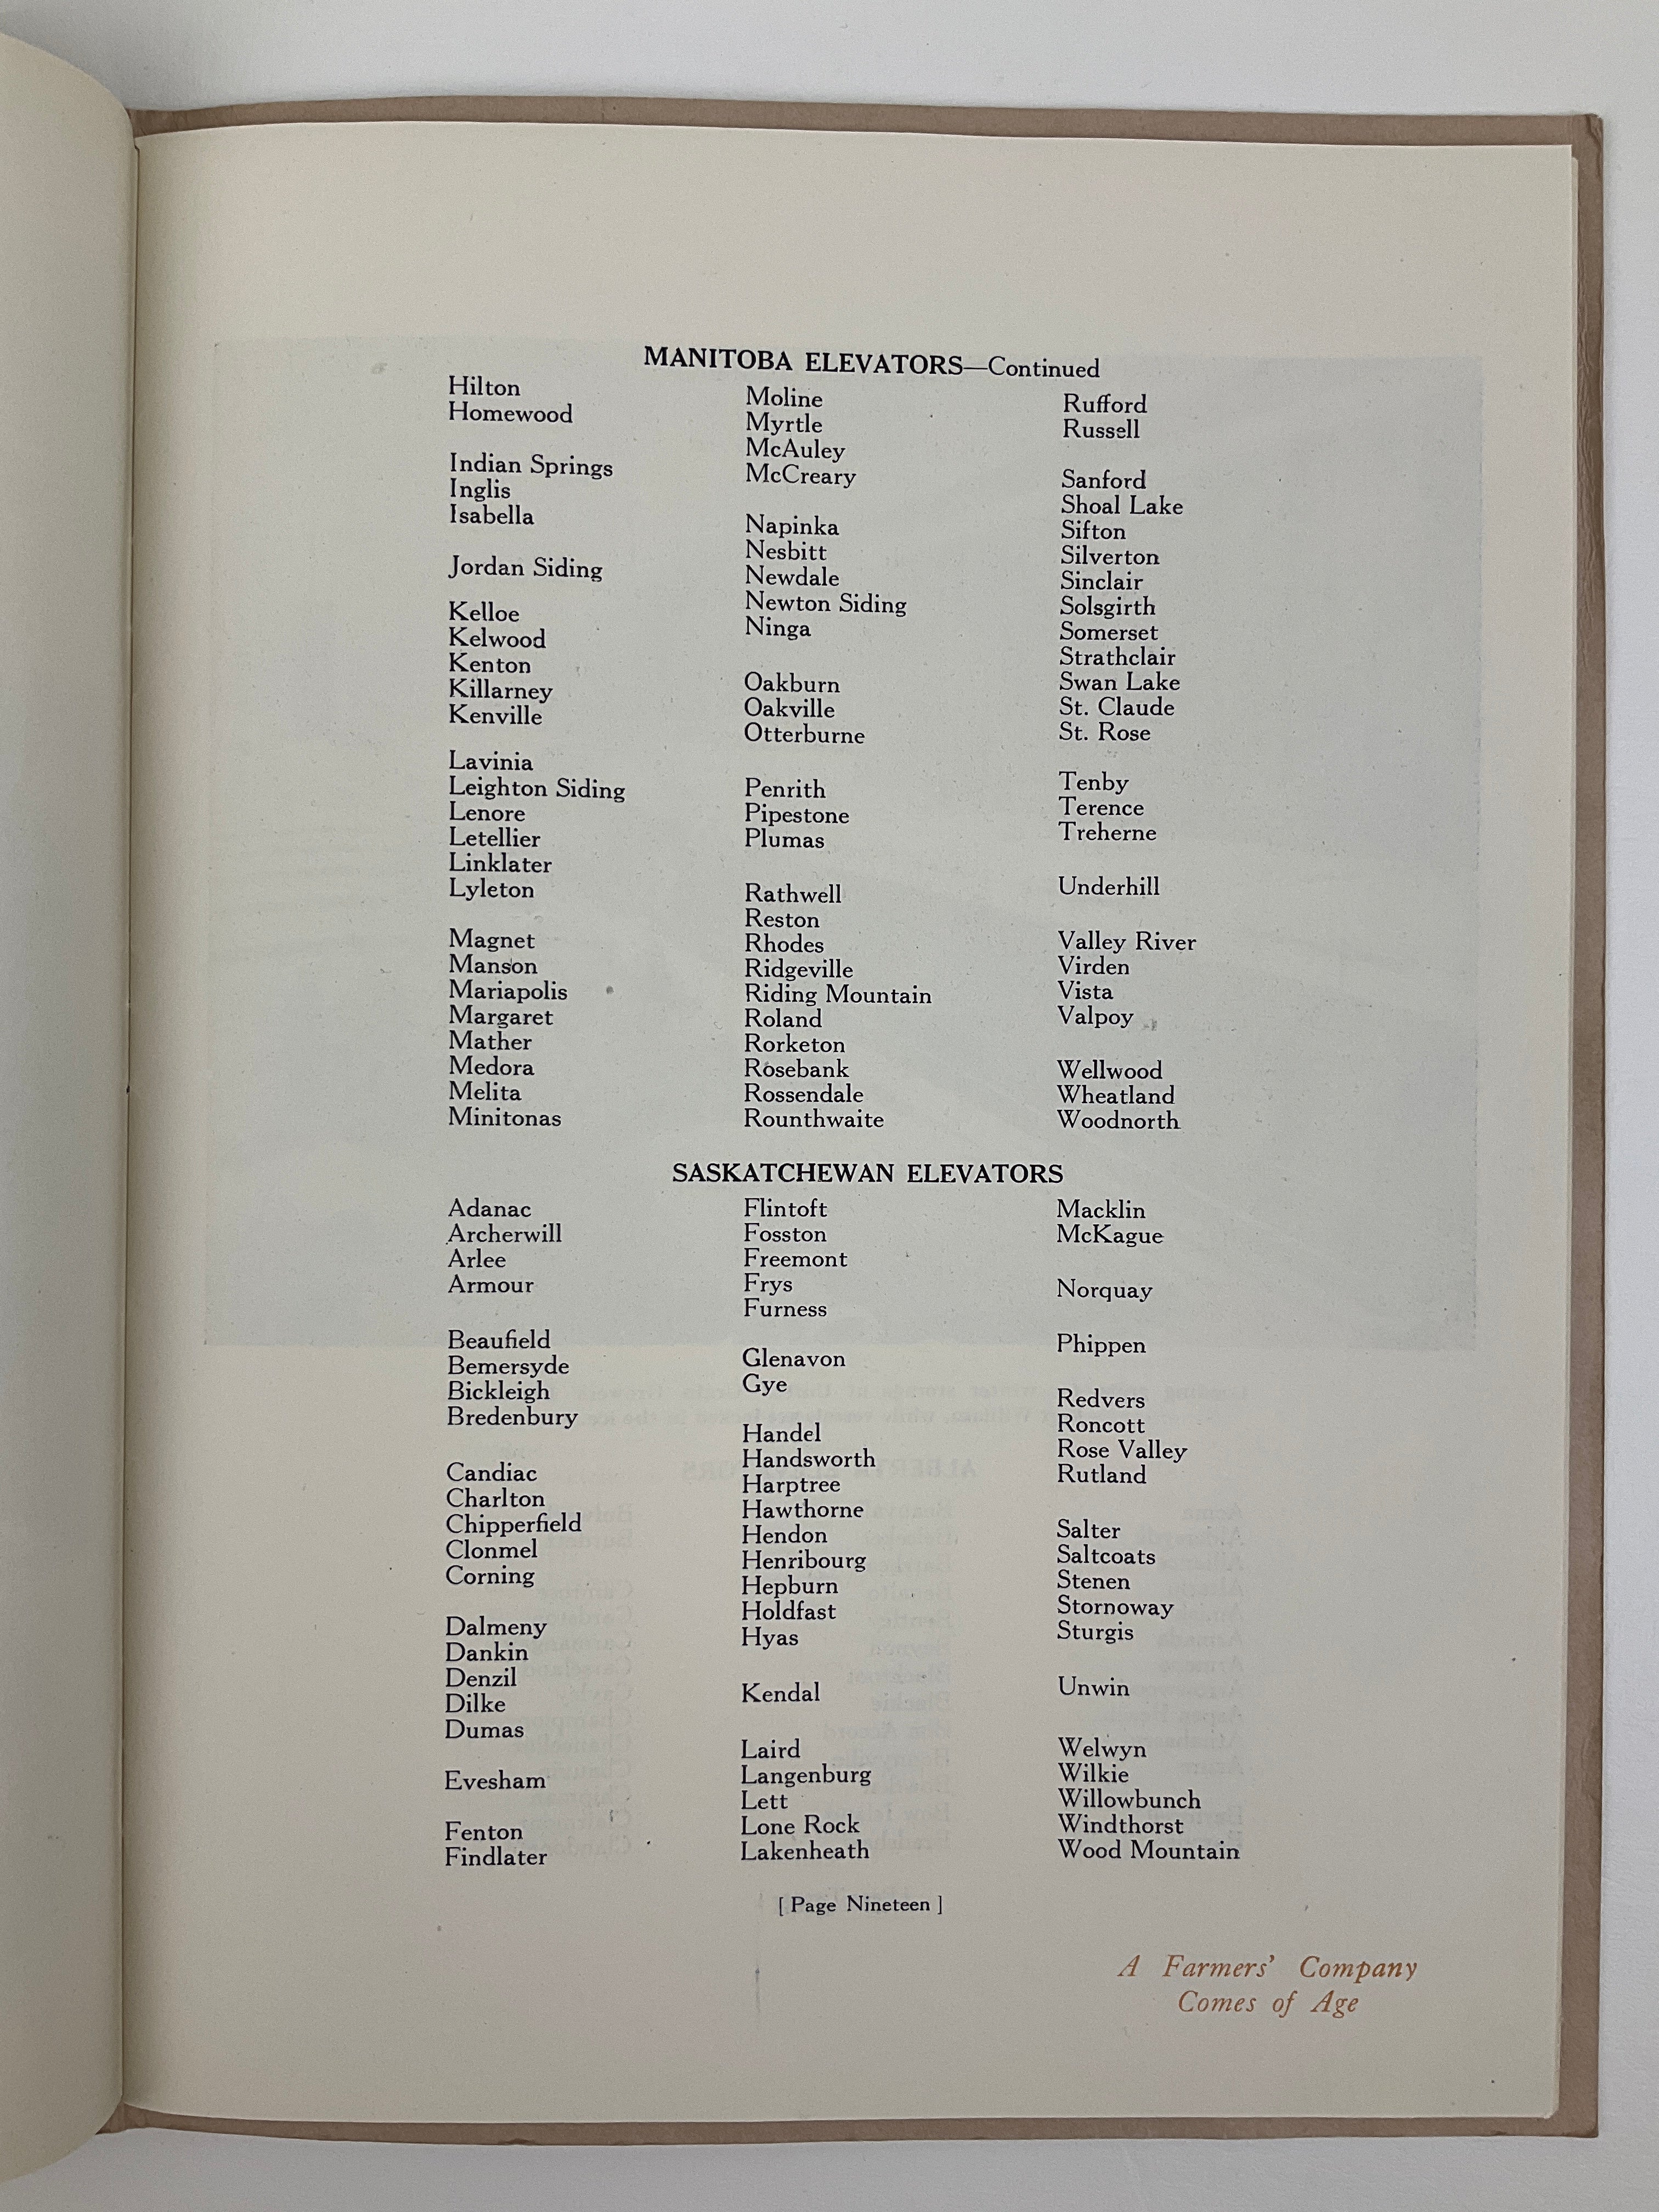 MANITOBA ELEVATORS—Continued
Hilton
Homewood
Indian Springs
Inglis
Isabella
Jordan Siding
Kelloe
Kelwood
Kenton
Killarney
Kenville
Lavinia
Leighton Siding
Lenore
Letellier
Linklater
Lyleton
Magnet
Manson
Mariapolis
Margaret
Mather
Medora
Melita
Minitonas
Moline
Myrtle
McAuley
McCreary
Napinka
Nesbitt
Newdale
Newton Siding
Ninga
Oakburn
Oakville
Otterburne
Penrith
Pipestone
Plumas
Rathwell
Reston
Rhodes
Ridgeville
Riding Mountain
Roland
Rorketon
Rosebank
Rossendale
Rounthwaite
Rufford
Russell
Sanford
Shoal Lake
Sifton
Silverton
Sinclair
Solsgirth
Somerset
Strathclair
Swan Lake
St. Claude
St. Rose
Tenby
Terence
Treherne
Underhill
Valley River
Virden
Vista
Valpoy
Wellwood
Wheatland
Woodnorth
SASKATCHEWAN ELEVATORS
Adanac
Archerwill
Arlee
Armour
Beaufield
Bemersyde
Bickleigh
Bredenbury
Candiac
Charlton
Chipperfield
Clonmel
Corning
Dalmeny
Dankin
Denzil
Dilke
Dumas
Evesham
Fenton
Findlater
Flintoft
Fosston
Freemont
Frys
Furness
Glenavon
Gye
Handel
Handsworth
Harptree
Hawthorne
Hendon
Henribourg
Hepburn
Holdfast
Hyas
Kendal
Laird
Langenburg
Lett
Lone Rock
Lakenheath
Macklin
McKague
Norquay
Phippen
Redvers
Roncott
Rose Valley
Rutland
Salter
Saltcoats
Stenen
Stornoway
Sturgis
Unwin
Welwyn
Wilkie
Willowbunch
Windthorst
Wood Mountain
[ Page Nineteen ]
A Farmers' Company
Comes of Age